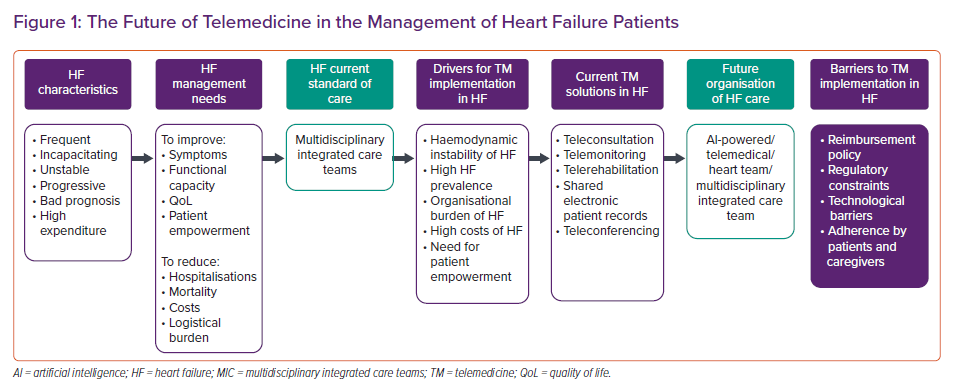 Figure 1: The Future of Telemedicine in the Management of Heart Failure Patients
HF
characteristics
• Frequent
• Incapacitating
• Unstable
• Progressive
• Bad prognosis
• High
expenditure
HF
management
needs
To improve:
• Symptoms
• Functional
capacity
• QoL
• Patient
empowerment
To reduce:
• Hospitalisations
• Mortality
• Costs
• Logistical
burden
HF current
standard of
care
Multidisciplinary
integrated care
teams
Drivers for TM
implementation
in HF
• Haemodynamic
instability of HF
• High HF
prevalence
• Organisational
burden of HF
• High costs of HF
• Need for
patient
empowerment
Current TM
solutions in HF
• Teleconsultation
• Telemonitoring
• Telerehabilitation
• Shared
electronic
patient records
• Teleconferencing
Future
organisation
of HF care
AI-powered/
telemedical/
heart team/
multidisciplinary
integrated care
team
Barriers to TM
implementation in
HF
• Reimbursement
policy
• Regulatory
constraints
• Technological
barriers
• Adherence by
patients and
caregivers
AI = artificial intelligence; HF = heart failure; MIC = multidisciplinary integrated care teams; TM = telemedicine; QoL = quality of life.